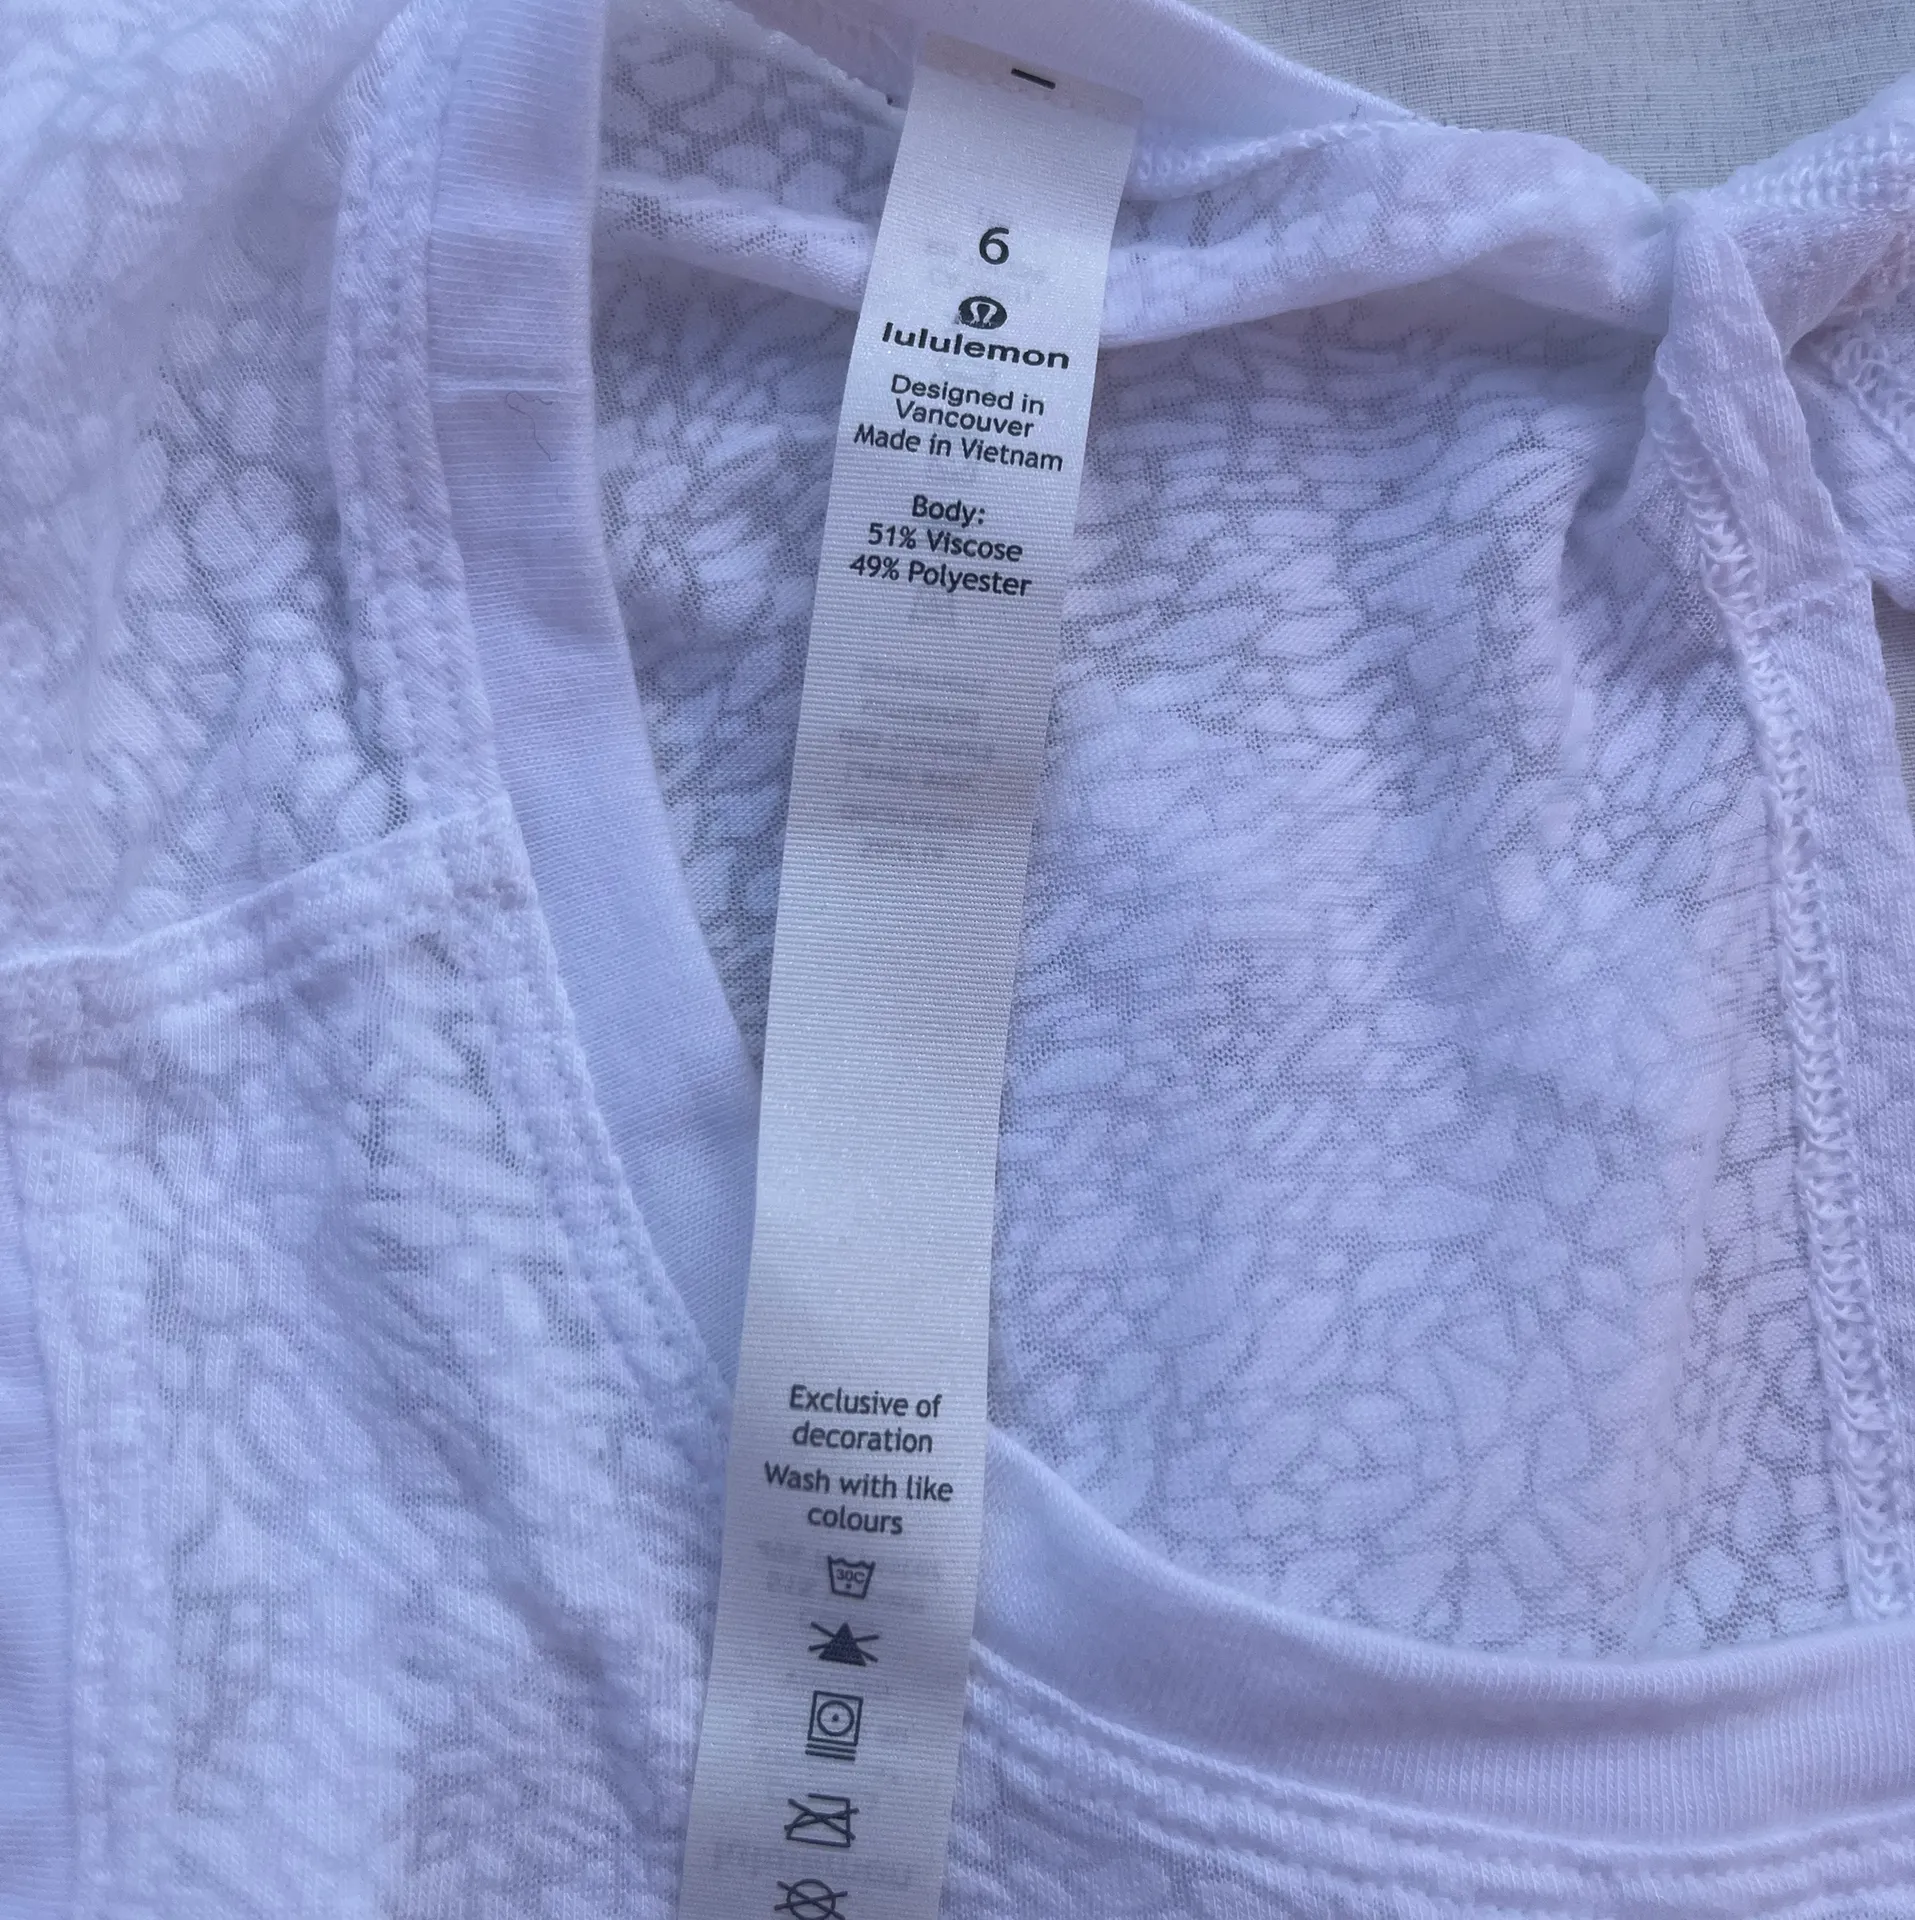 6
lululemon
Designed in
Vancouver
Made in Vietnam
Body:
51% Viscose
49% Polyester
Exclusive of
decoration
Wash with like
colours
30C